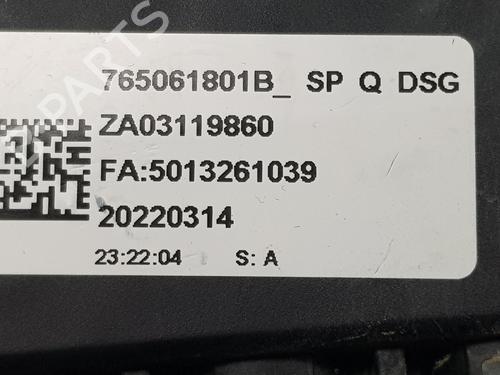 765061801B_ SP Q DSG
ZA03119860
FA:5013261039
20220314
23:22:04 S: A